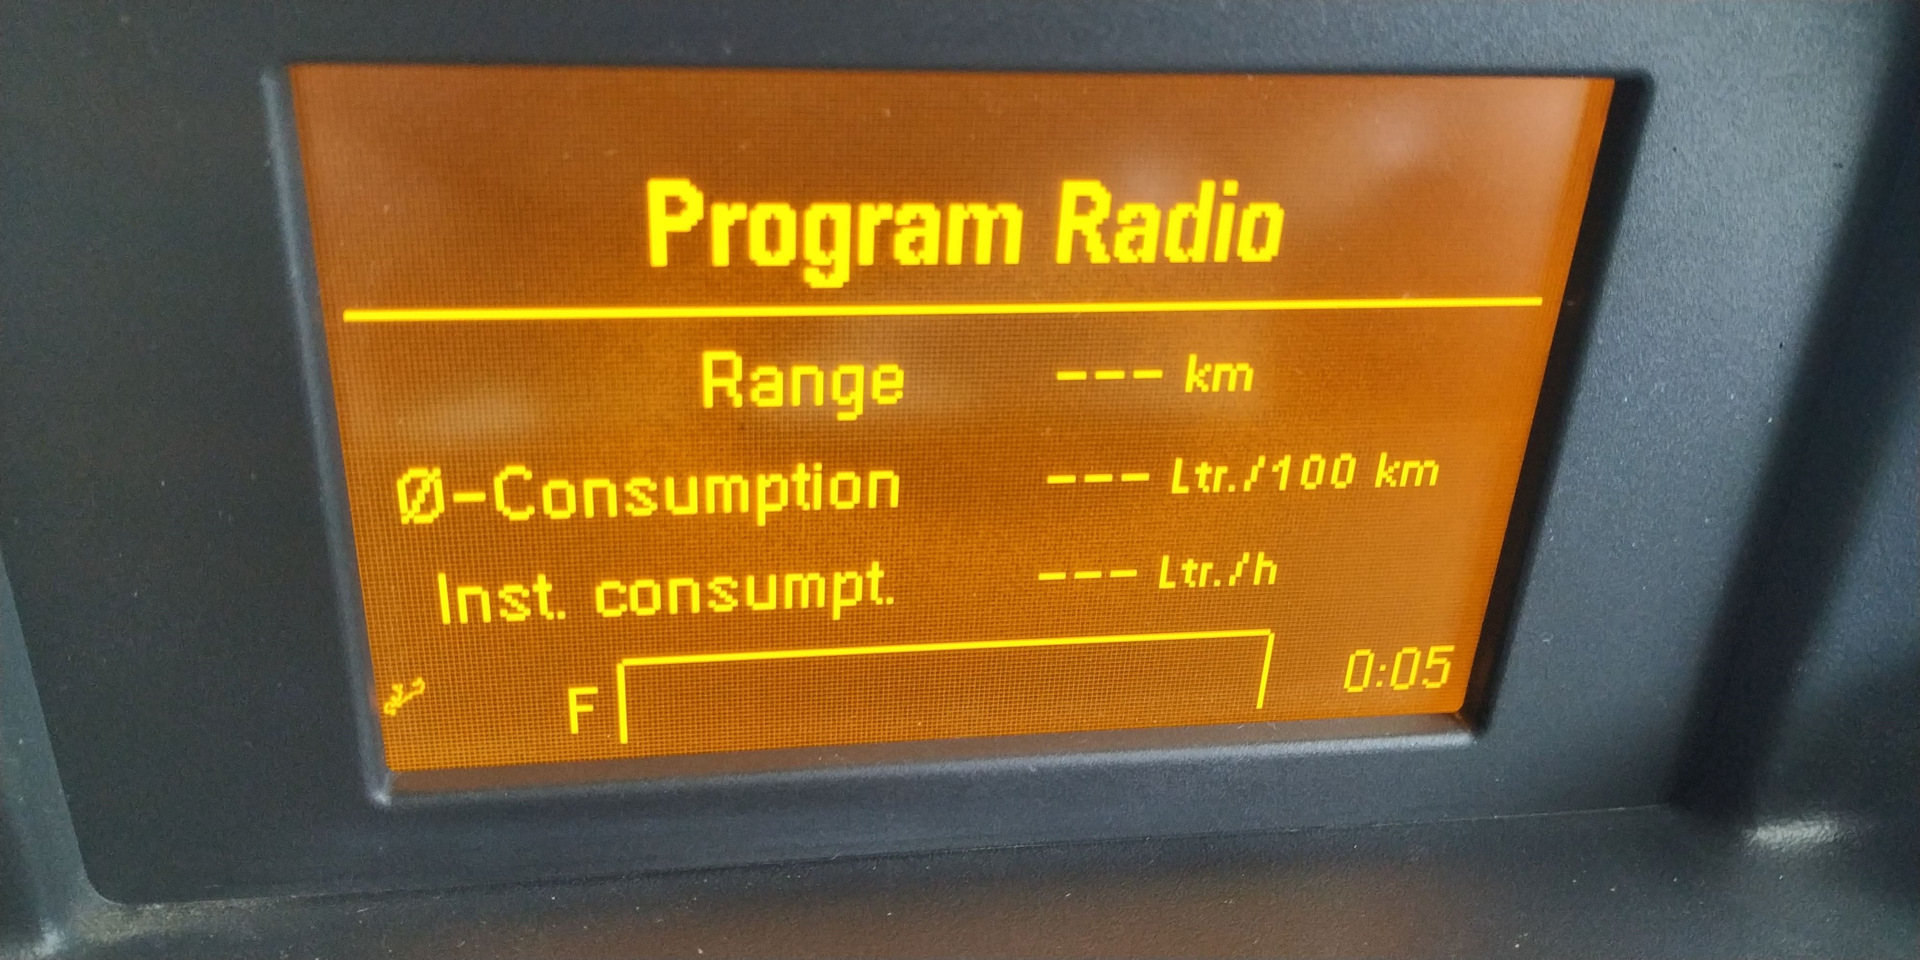 Program Radio
Range --- km
Ø-Consumption --- Ltr./100 km
Inst. consumpt. --- Ltr./h
F 0:05